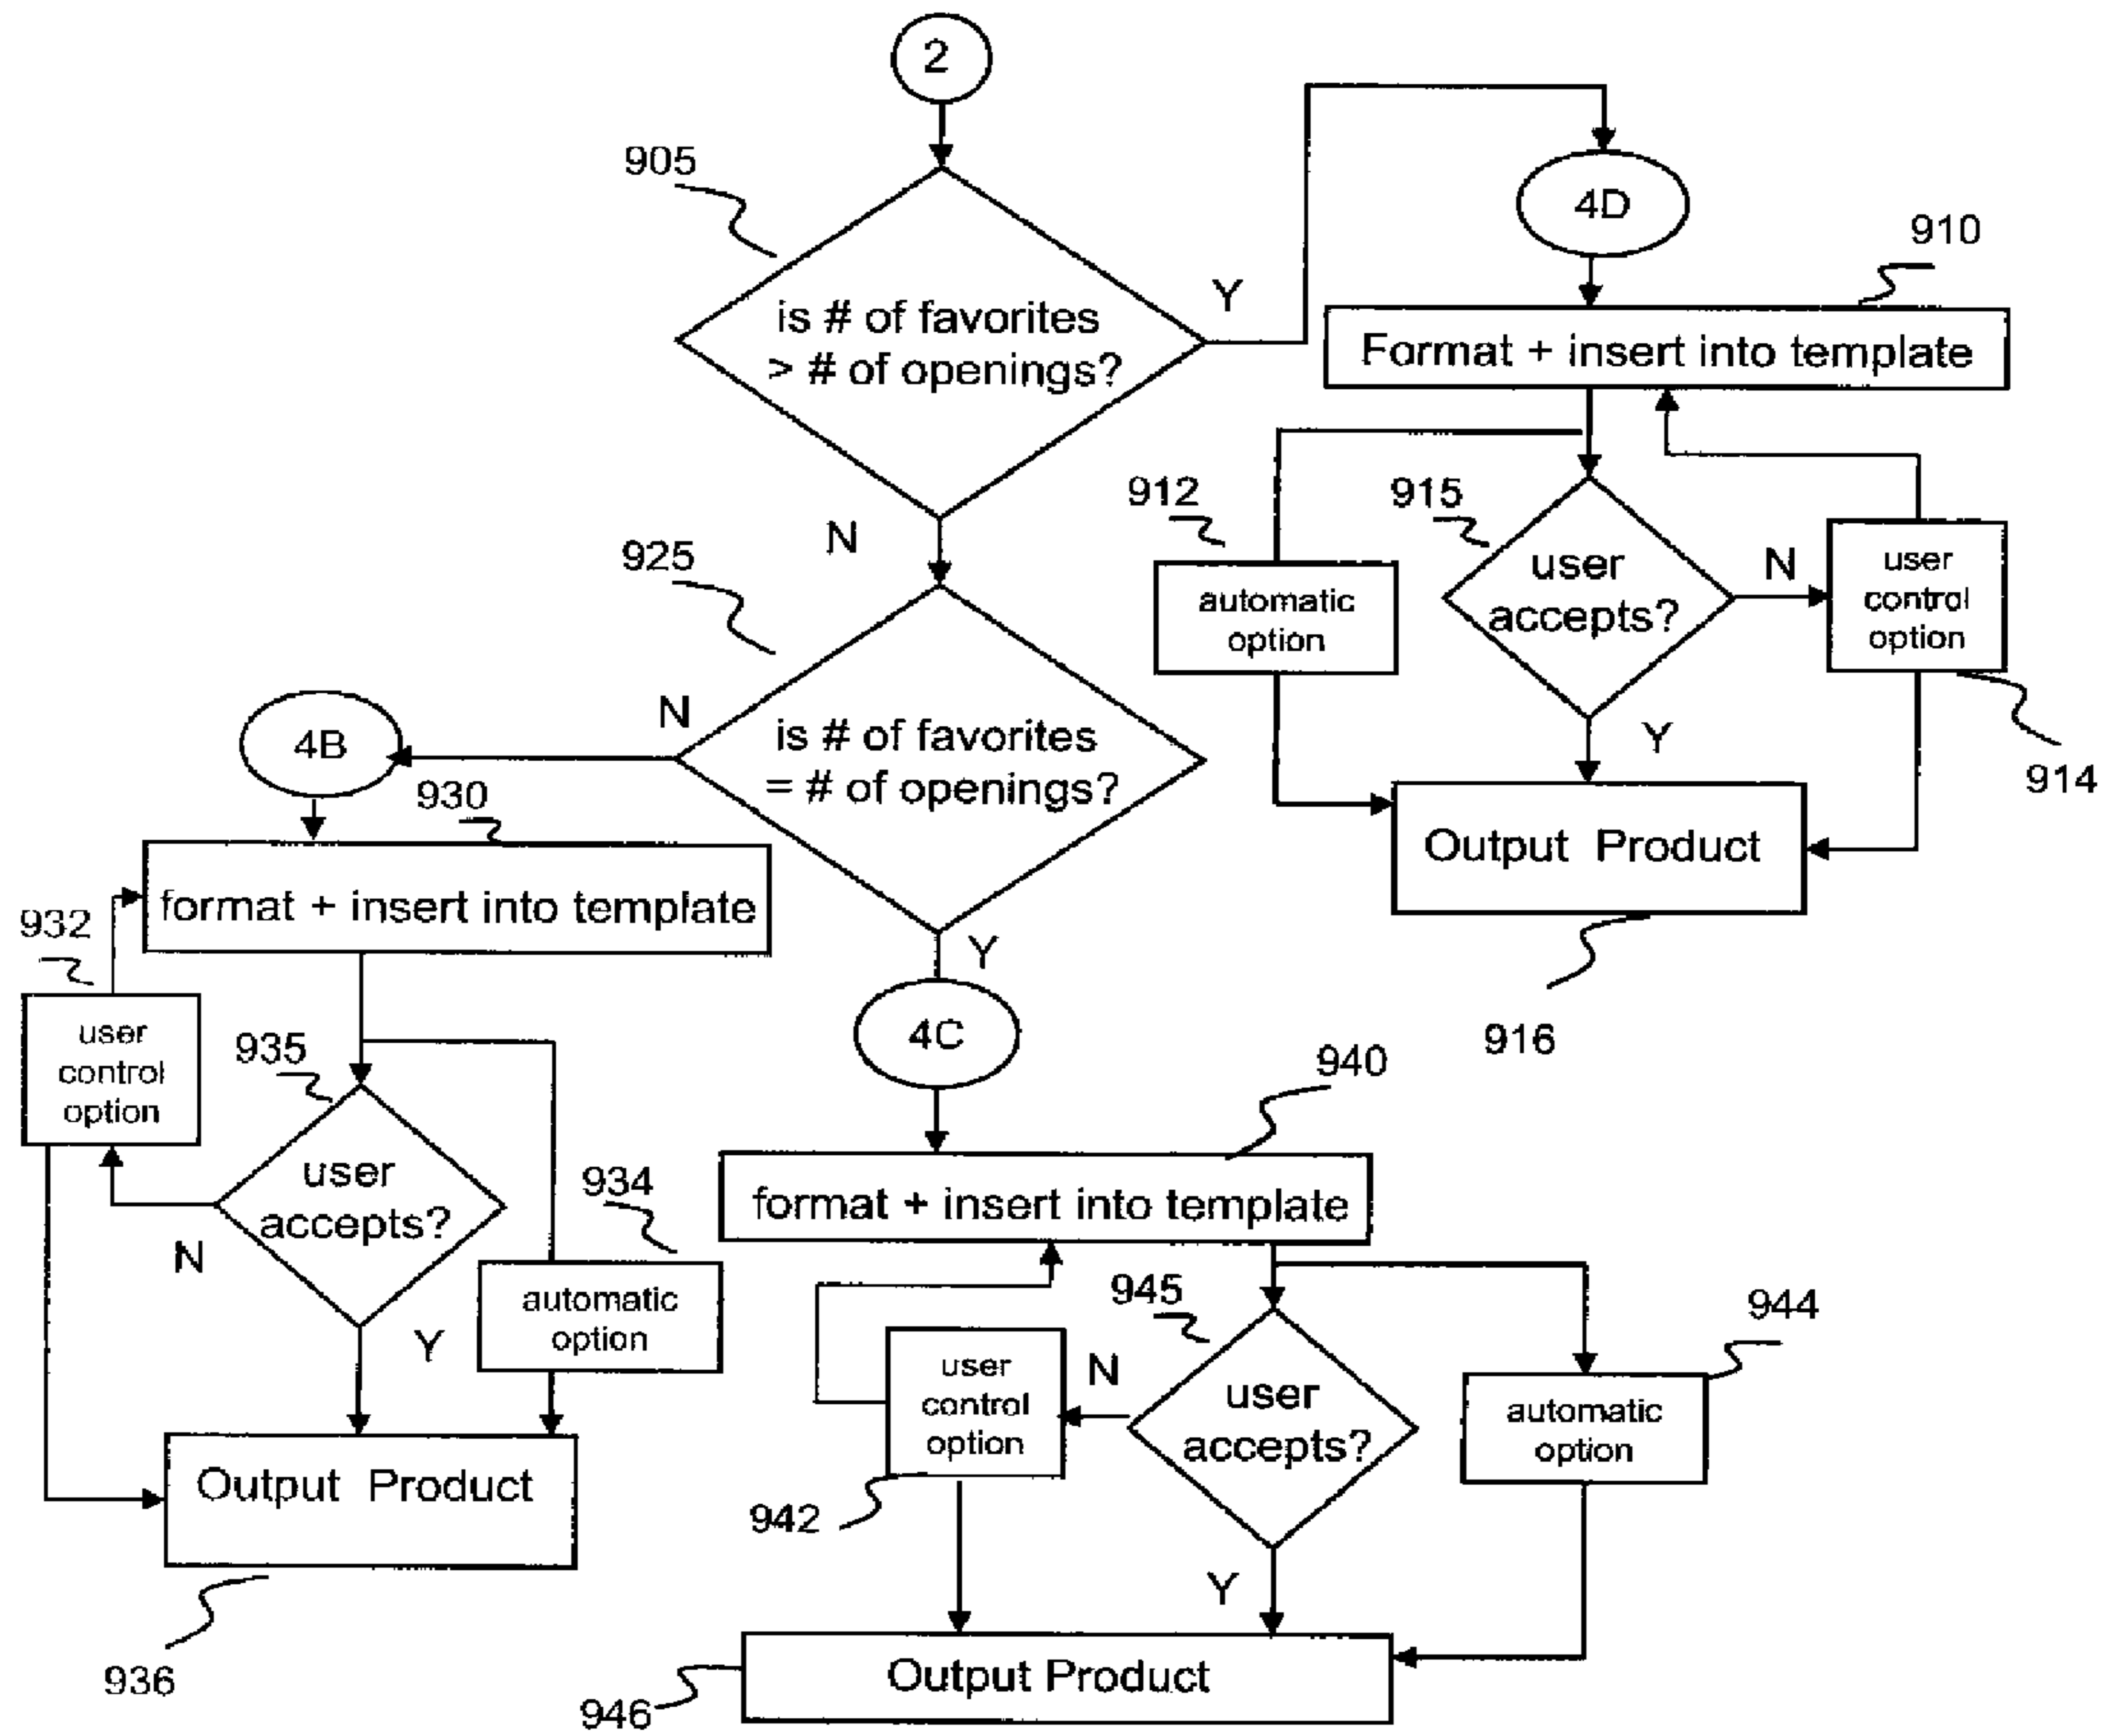 2
905
is # of favorites
> # of openings?
Y
4D
910
Format + insert into template
912
automatic
option
915
user
accepts?
N
user
control
option
914
Y
Output Product
916
N
925
is # of favorites
= # of openings?
N
4B
930
format + insert into template
932
user
control
option
935
user
accepts?
N
934
automatic
option
Y
Output Product
936
Y
4C
940
format + insert into template
945
user
accepts?
N
user
control
option
942
944
automatic
option
Y
Output Product
946